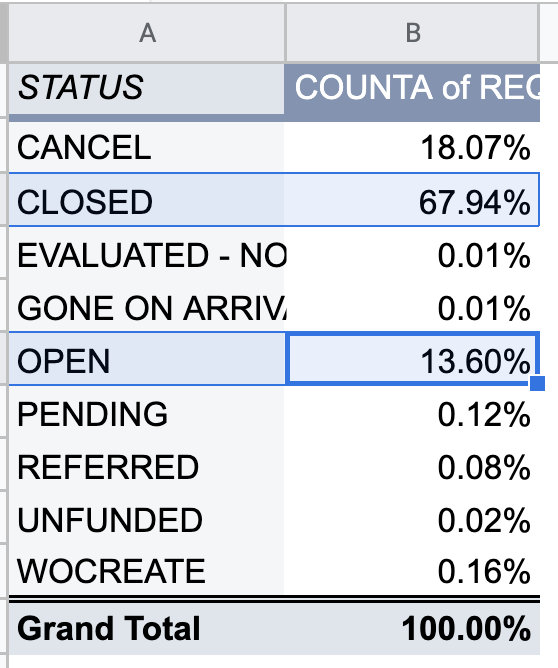 A B
STATUS COUNTA of REQ
CANCEL 18.07%
CLOSED 67.94%
EVALUATED - NO 0.01%
GONE ON ARRIVA 0.01%
OPEN 13.60%
PENDING 0.12%
REFERRED 0.08%
UNFUNDED 0.02%
WOCREATE 0.16%
Grand Total 100.00%